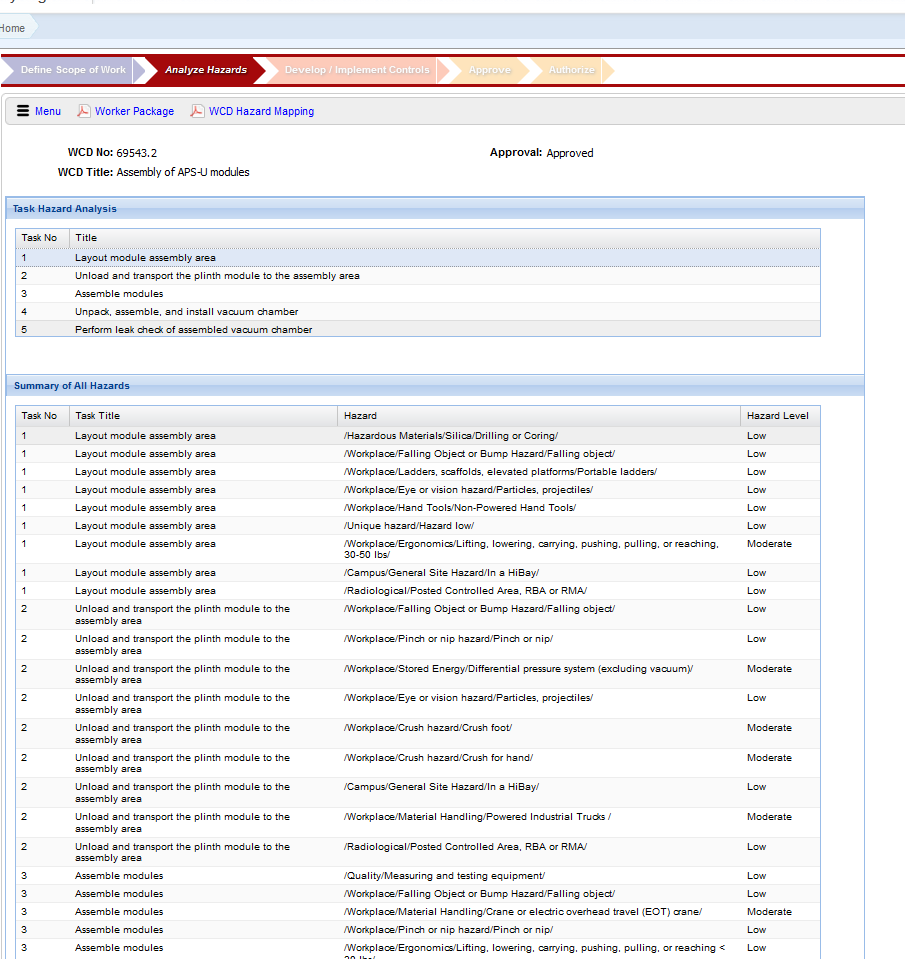 Home
Define Scope of Work Analyze Hazards Develop / Implement Controls Approve Authorize
Menu Worker Package WCD Hazard Mapping
WCD No: 69543.2 Approval: Approved
WCD Title: Assembly of APS-U modules
Task Hazard Analysis
Task No Title
1 Layout module assembly area
2 Unload and transport the plinth module to the assembly area
3 Assemble modules
4 Unpack, assemble, and install vacuum chamber
5 Perform leak check of assembled vacuum chamber
Summary of All Hazards
Task No Task Title Hazard Hazard Level
1 Layout module assembly area /Hazardous Materials/Silica/Drilling or Coring/ Low
1 Layout module assembly area /Workplace/Falling Object or Bump Hazard/Falling object/ Low
1 Layout module assembly area /Workplace/Ladders, scaffolds, elevated platforms/Portable ladders/ Low
1 Layout module assembly area /Workplace/Eye or vision hazard/Particles, projectiles/ Low
1 Layout module assembly area /Workplace/Hand Tools/Non-Powered Hand Tools/ Low
1 Layout module assembly area /Unique hazard/Hazard low/ Low
1 Layout module assembly area /Workplace/Ergonomics/Lifting, lowering, carrying, pushing, pulling, or reaching, Moderate
30-50 lbs/
1 Layout module assembly area /Campus/General Site Hazard/In a HiBay/ Low
1 Layout module assembly area /Radiological/Posted Controlled Area, RBA or RMA/ Low
2 Unload and transport the plinth module to the /Workplace/Falling Object or Bump Hazard/Falling object/ Low
assembly area
2 Unload and transport the plinth module to the /Workplace/Pinch or nip hazard/Pinch or nip/ Low
assembly area
2 Unload and transport the plinth module to the /Workplace/Stored Energy/Differential pressure system (excluding vacuum)/ Moderate
assembly area
2 Unload and transport the plinth module to the /Workplace/Eye or vision hazard/Particles, projectiles/ Low
assembly area
2 Unload and transport the plinth module to the /Workplace/Crush hazard/Crush foot/ Moderate
assembly area
2 Unload and transport the plinth module to the /Workplace/Crush hazard/Crush for hand/ Moderate
assembly area
2 Unload and transport the plinth module to the /Campus/General Site Hazard/In a HiBay/ Low
assembly area
2 Unload and transport the plinth module to the /Workplace/Material Handling/Powered Industrial Trucks / Moderate
assembly area
2 Unload and transport the plinth module to the /Radiological/Posted Controlled Area, RBA or RMA/ Low
assembly area
3 Assemble modules /Quality/Measuring and testing equipment/ Low
3 Assemble modules /Workplace/Falling Object or Bump Hazard/Falling object/ Low
3 Assemble modules /Workplace/Material Handling/Crane or electric overhead travel (EOT) crane/ Moderate
3 Assemble modules /Workplace/Pinch or nip hazard/Pinch or nip/ Low
3 Assemble modules /Workplace/Ergonomics/Lifting, lowering, carrying, pushing, pulling, or reaching < Low